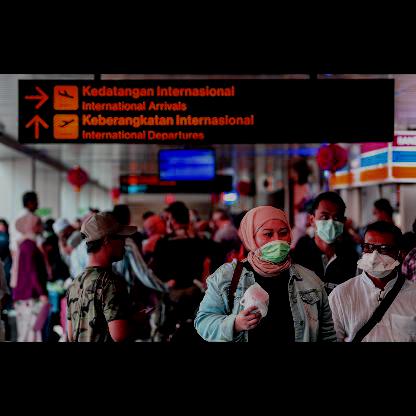 Kedatangan Internasional
International Arrivals
Keberangkatan Internasional
International Departures